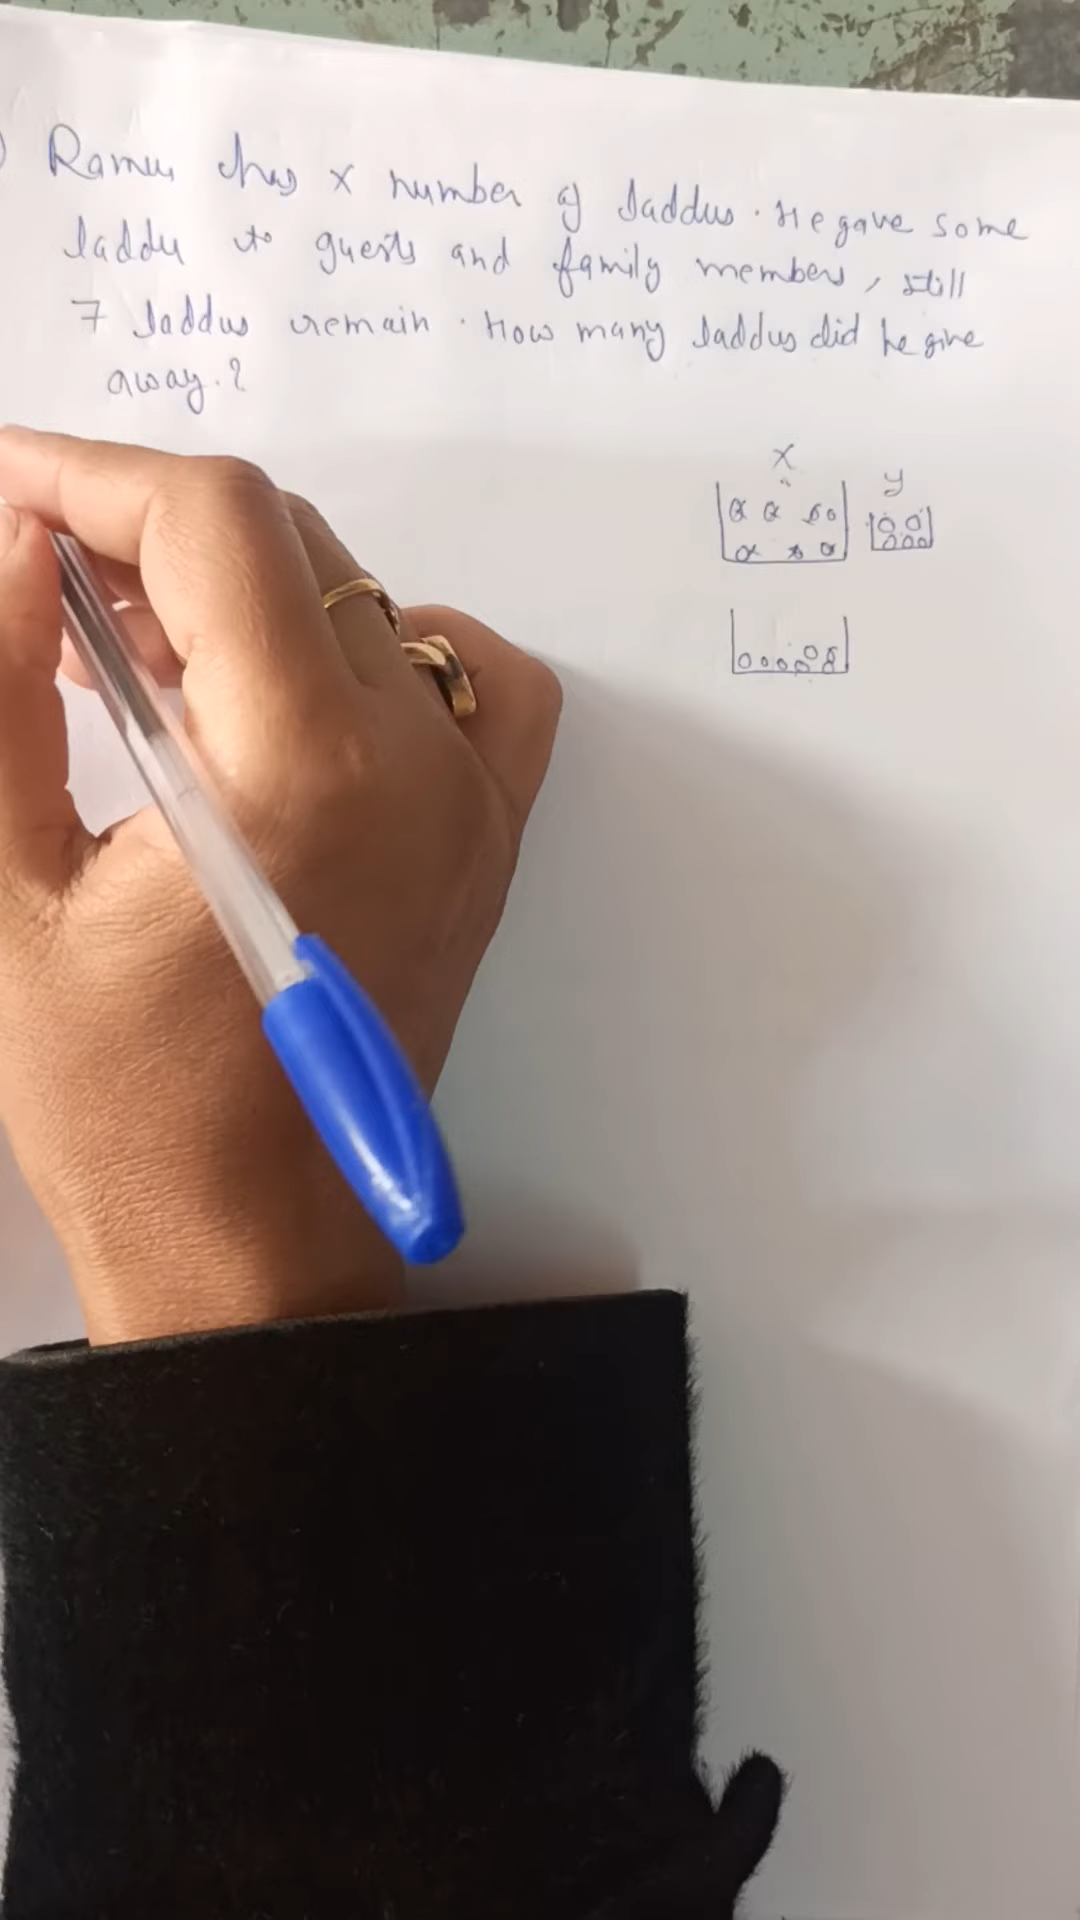 Ramu has x number of laddus. He gave some
laddu to guests and family members, still
7 laddus remain. How many laddus did he give
away.?
x
y